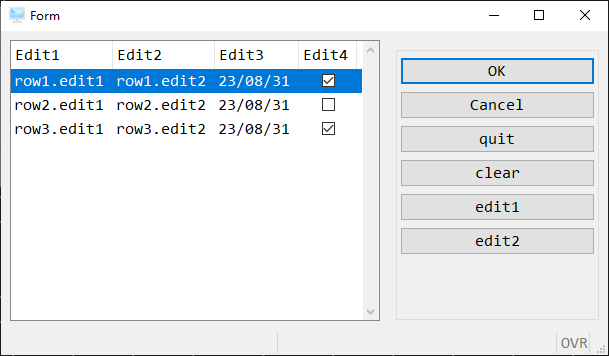 Form
Edit1 Edit2 Edit3 Edit4
row1.edit1 row1.edit2 23/08/31
row2.edit1 row2.edit2 23/08/31
row3.edit1 row3.edit2 23/08/31
OK
Cancel
quit
clear
edit1
edit2
OVR